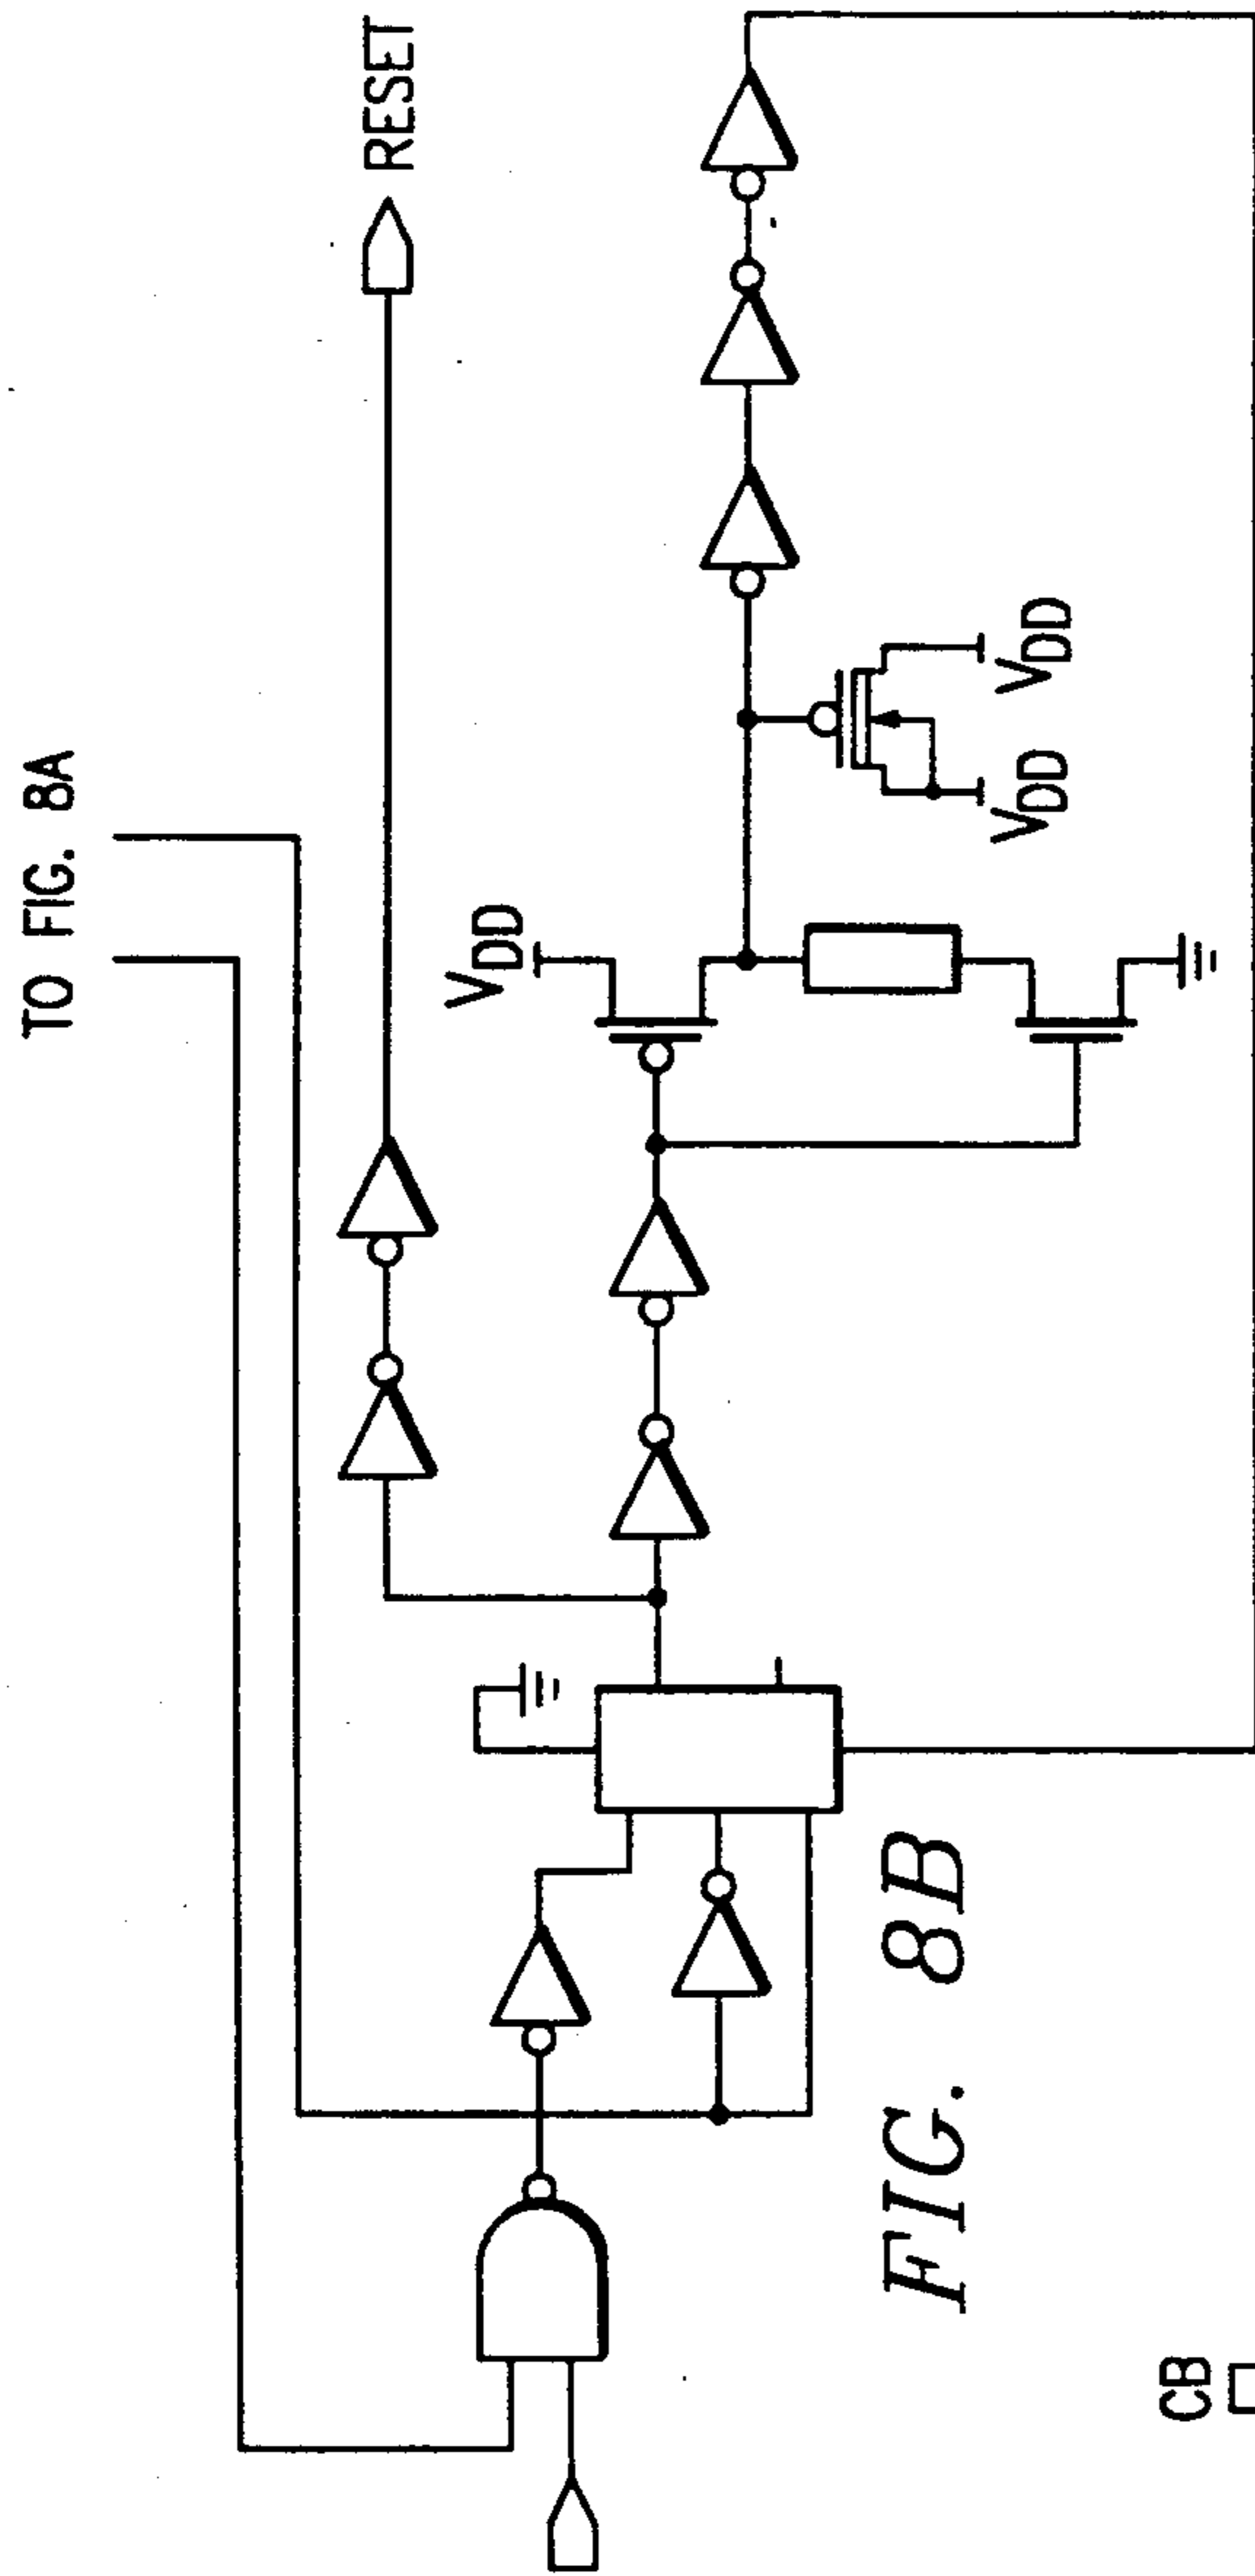 TO FIG. 8A
RESET
VDD
VDD
VDD
FIG. 8B
CB